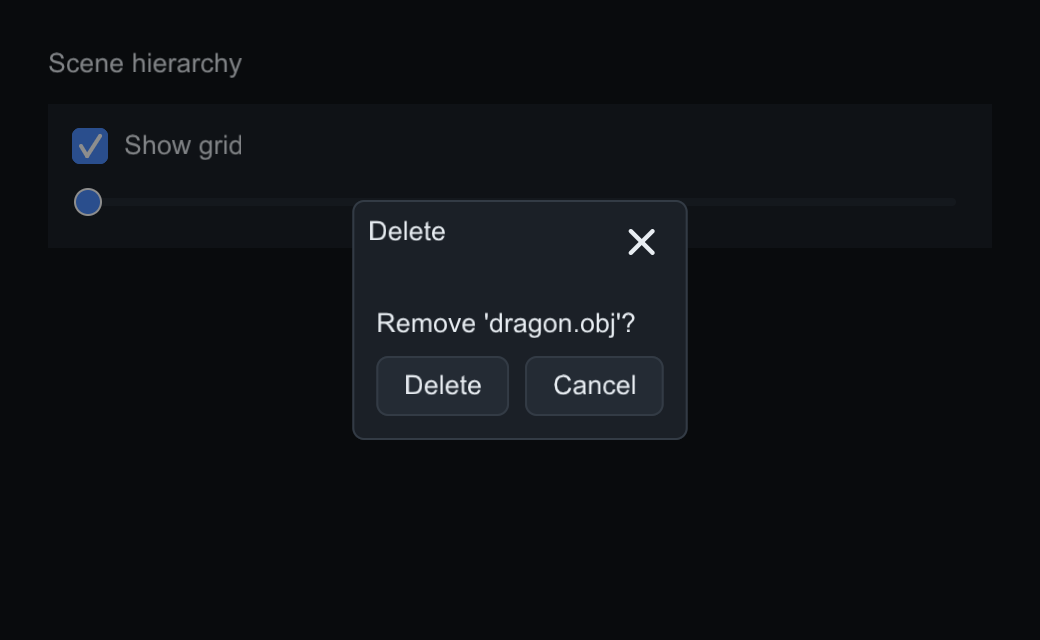 Scene hierarchy
Show grid
Delete
Remove 'dragon.obj'?
Delete Cancel